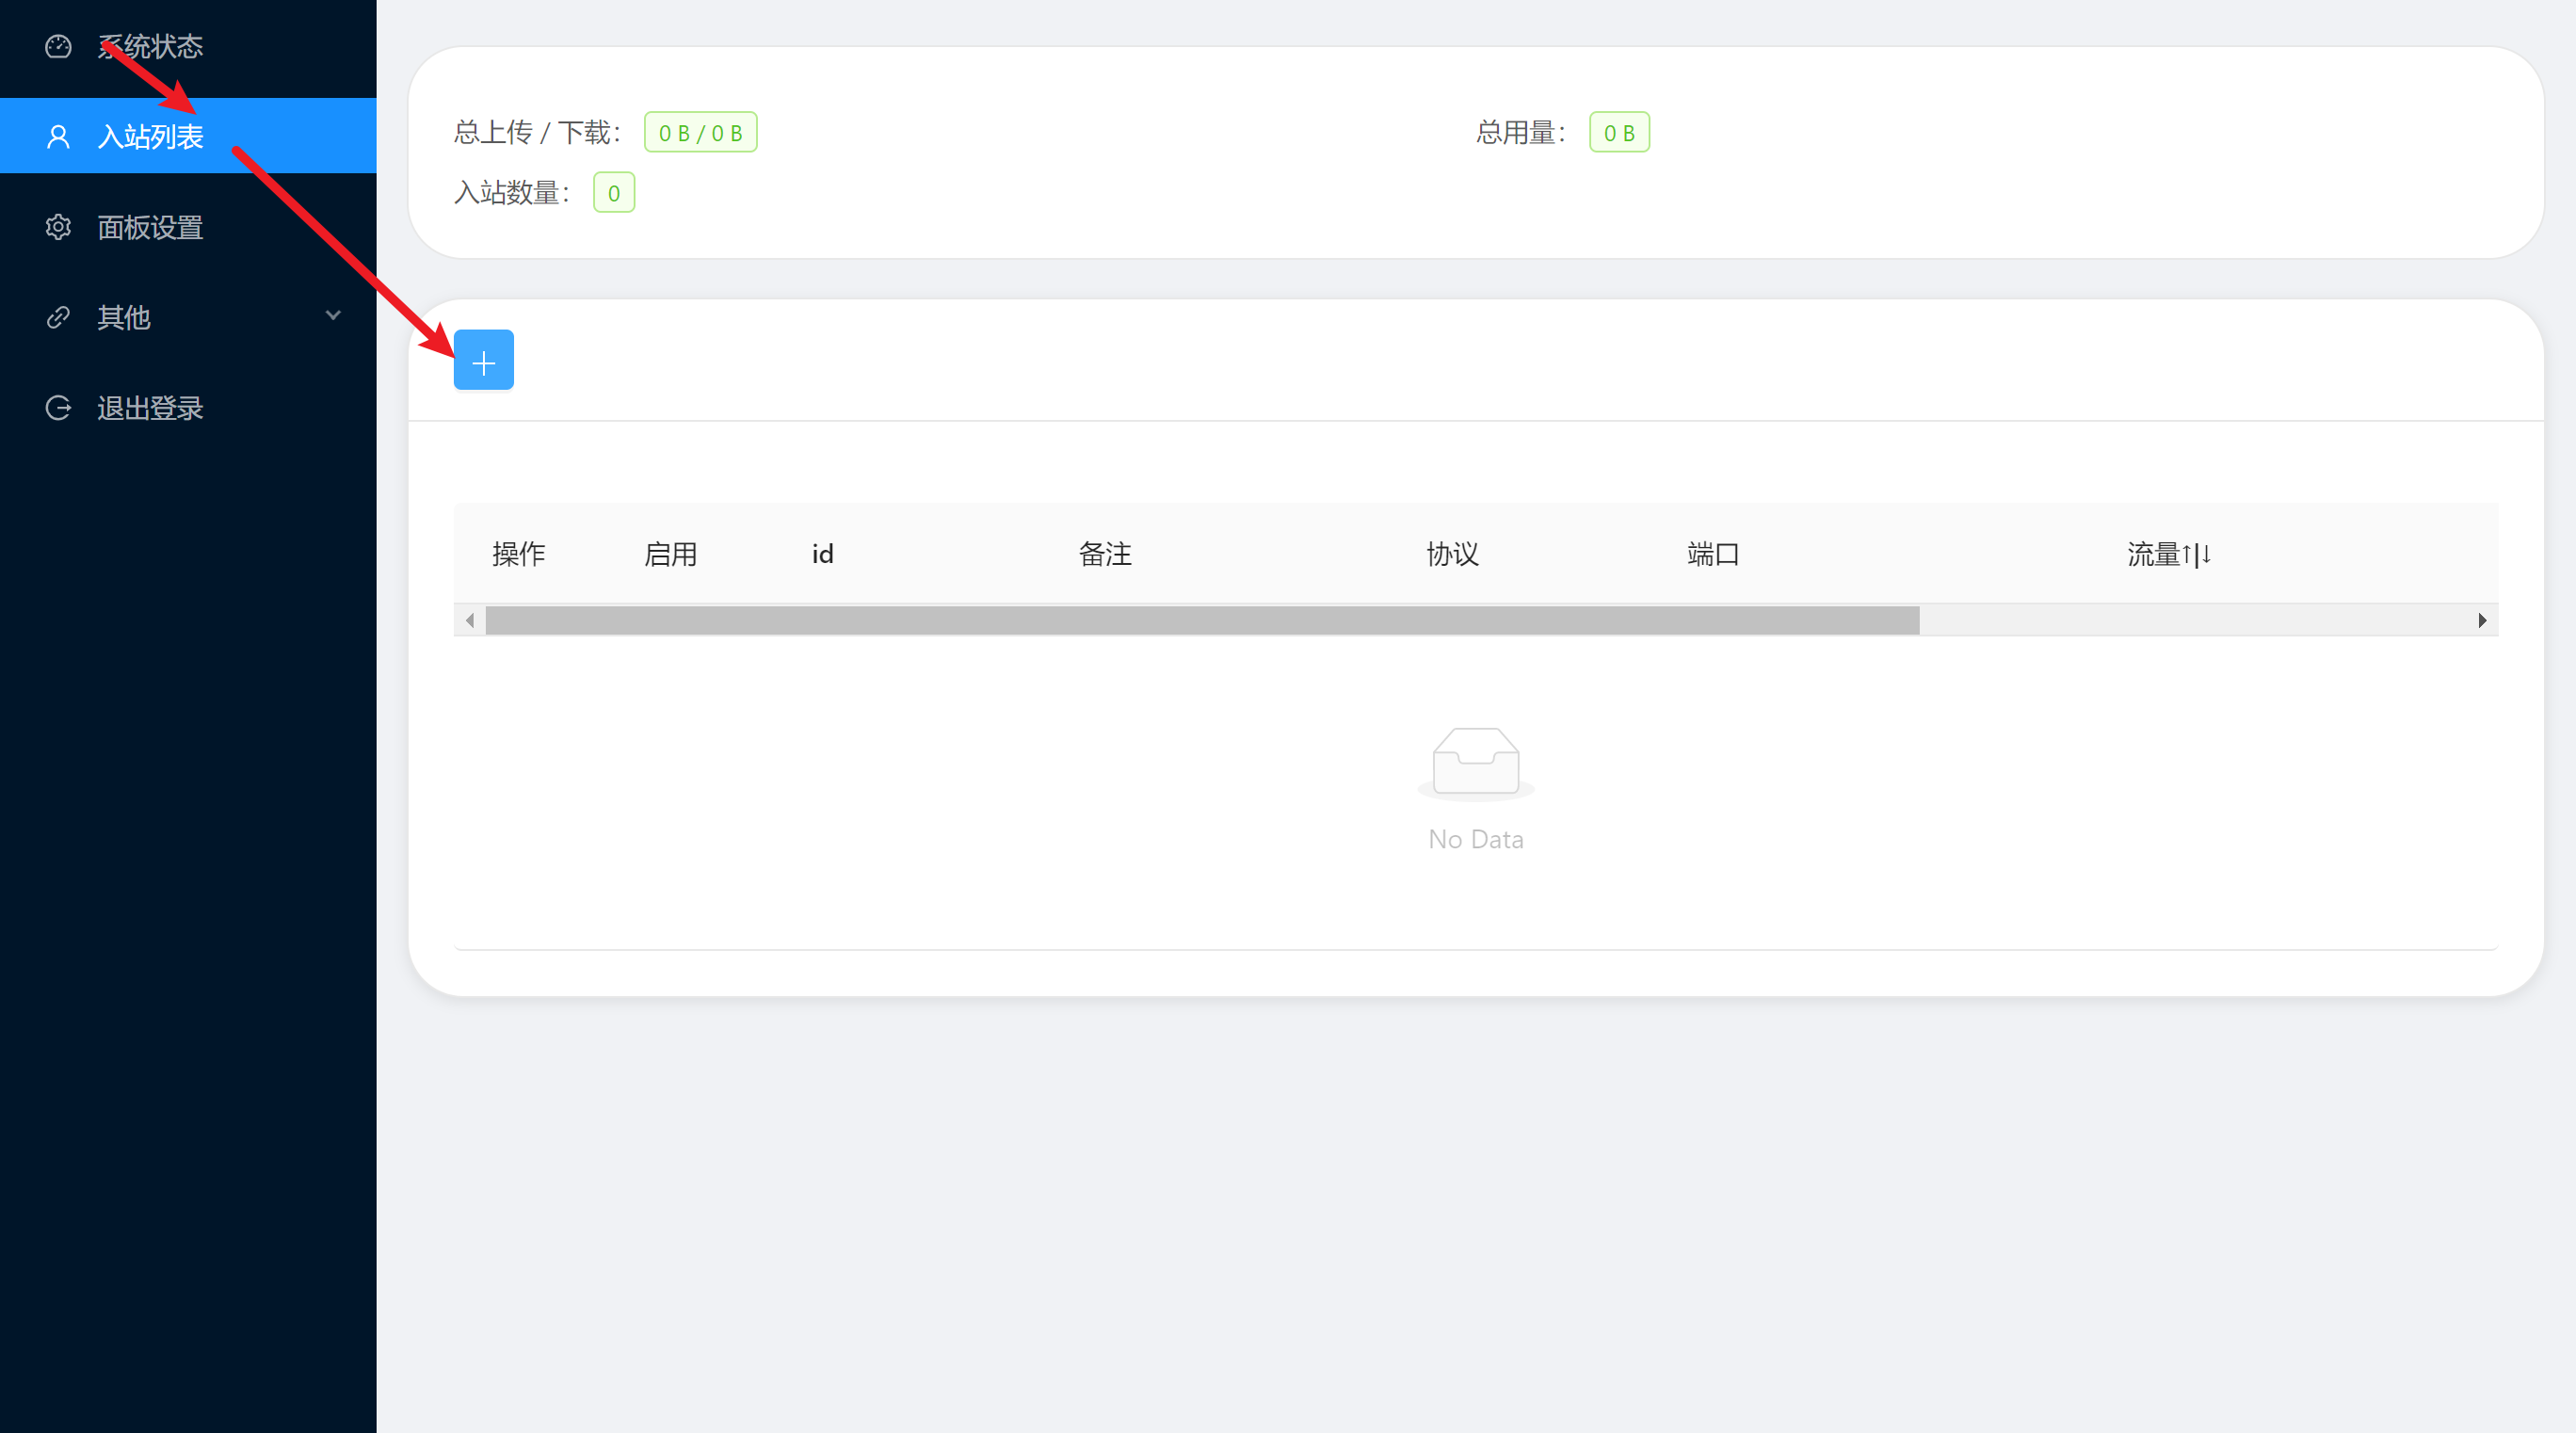 系统状态
入站列表
面板设置
其他
退出登录
总上传 / 下载： 0 B / 0 B
总用量： 0 B
入站数量： 0
操作 启用 id 备注 协议 端口 流量↑|↓
No Data